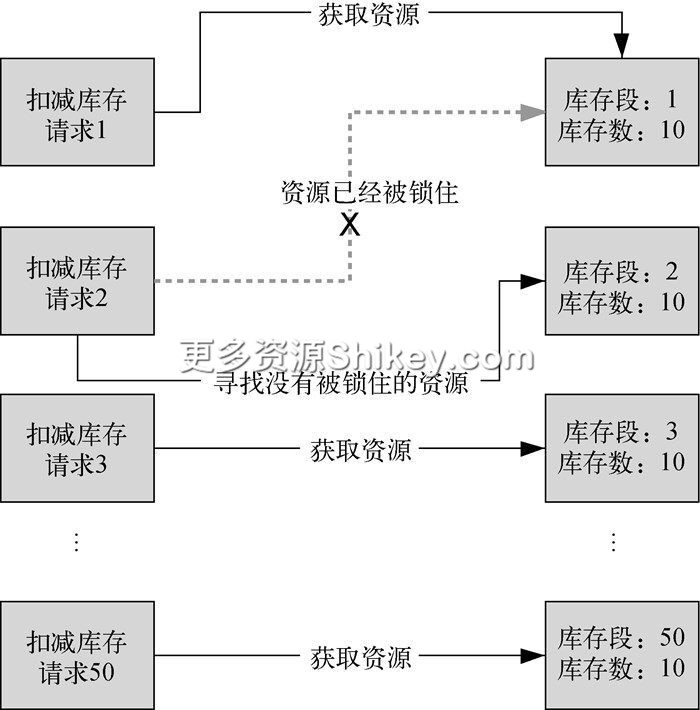 获取资源
扣减库存
请求1
库存段：1
库存数：10
资源已经被锁住
X
扣减库存
请求2
库存段：2
库存数：10
更多资源Shikey.com
寻找没有被锁住的资源
扣减库存
请求3
获取资源
库存段：3
库存数：10
⋮
⋮
扣减库存
请求50
获取资源
库存段：50
库存数：10